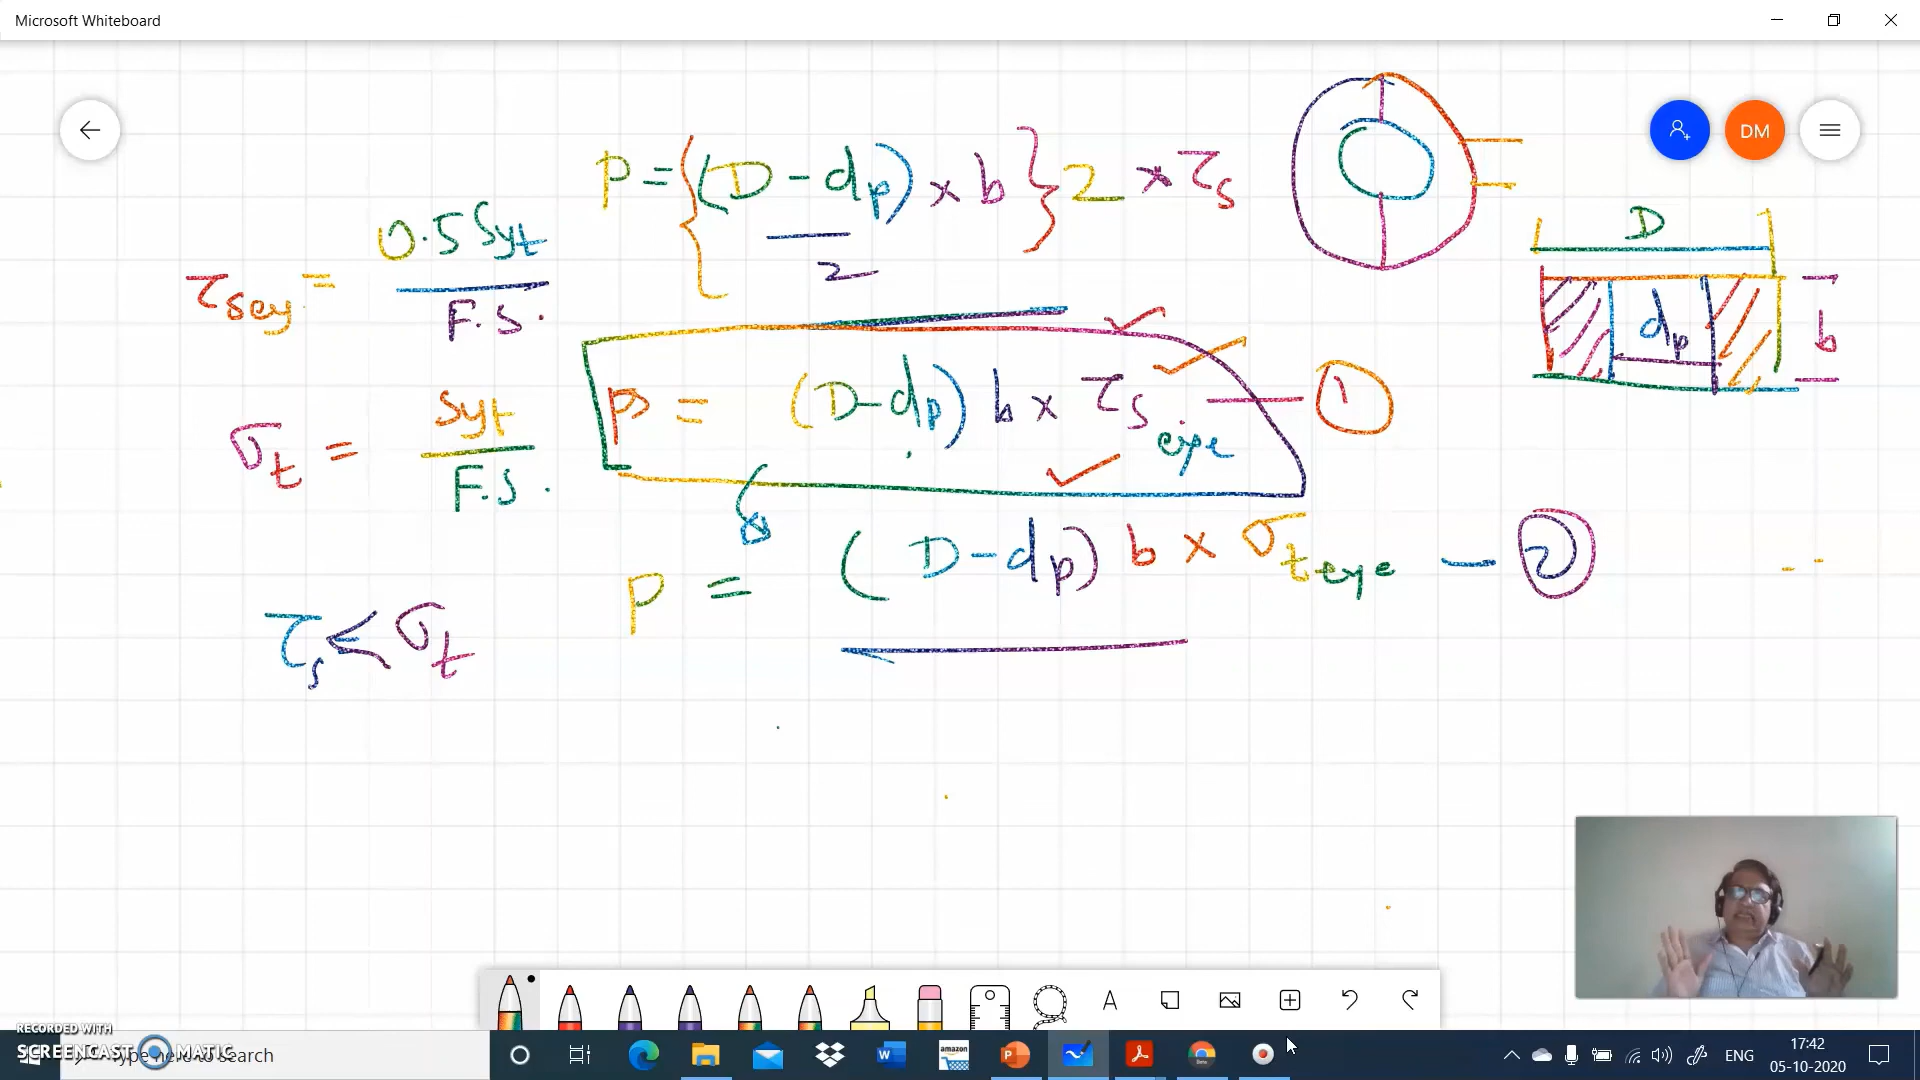 Microsoft Whiteboard
DM
P = {(D - dp)/2 × b} 2 × τs
τsey = 0.5 Syt / F.S.
D
dp
b
Ps = (D-dp) b × τs eye — ①
σt = Syt / F.S.
P = (D-dp) b × σt eye — ②
τs < σt
A
RECORDED WITH
SCREENCAST MATIC
Type here to search
amazon
ENG
17:42
05-10-2020